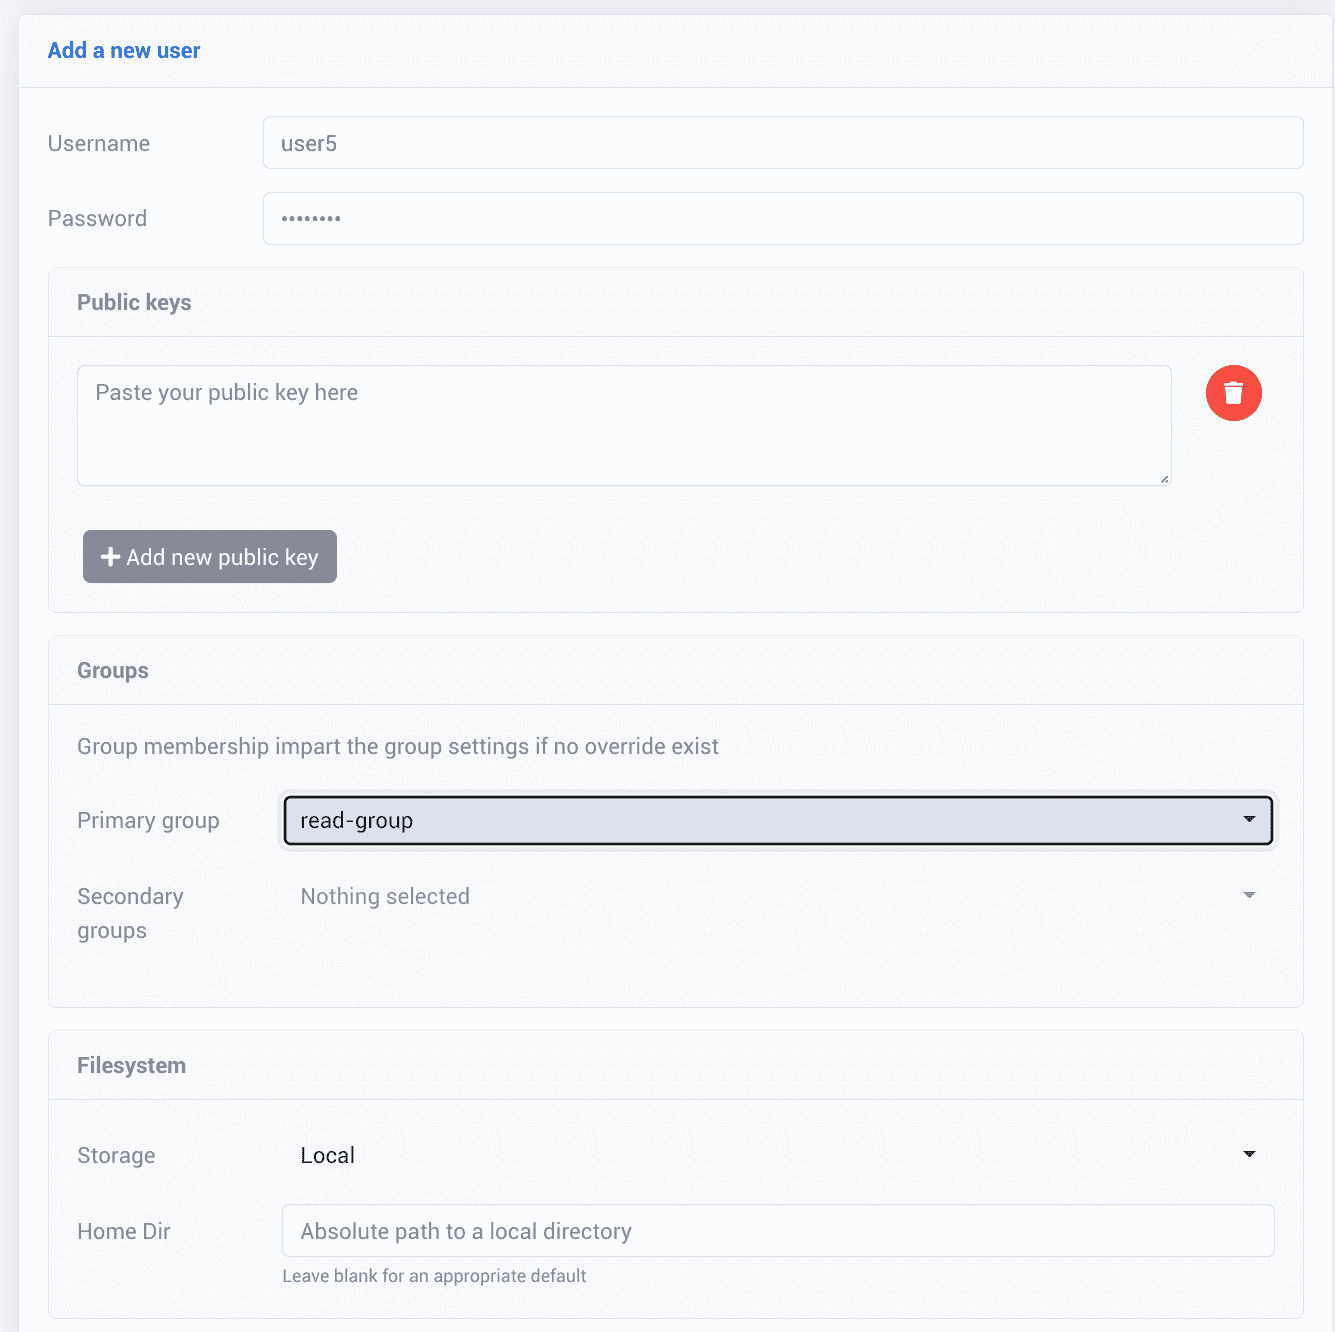 Add a new user
Username
user5
Password
••••••••
Public keys
Paste your public key here
Add new public key
Groups
Group membership impart the group settings if no override exist
Primary group
read-group
Secondary
groups
Nothing selected
Filesystem
Storage
Local
Home Dir
Absolute path to a local directory
Leave blank for an appropriate default